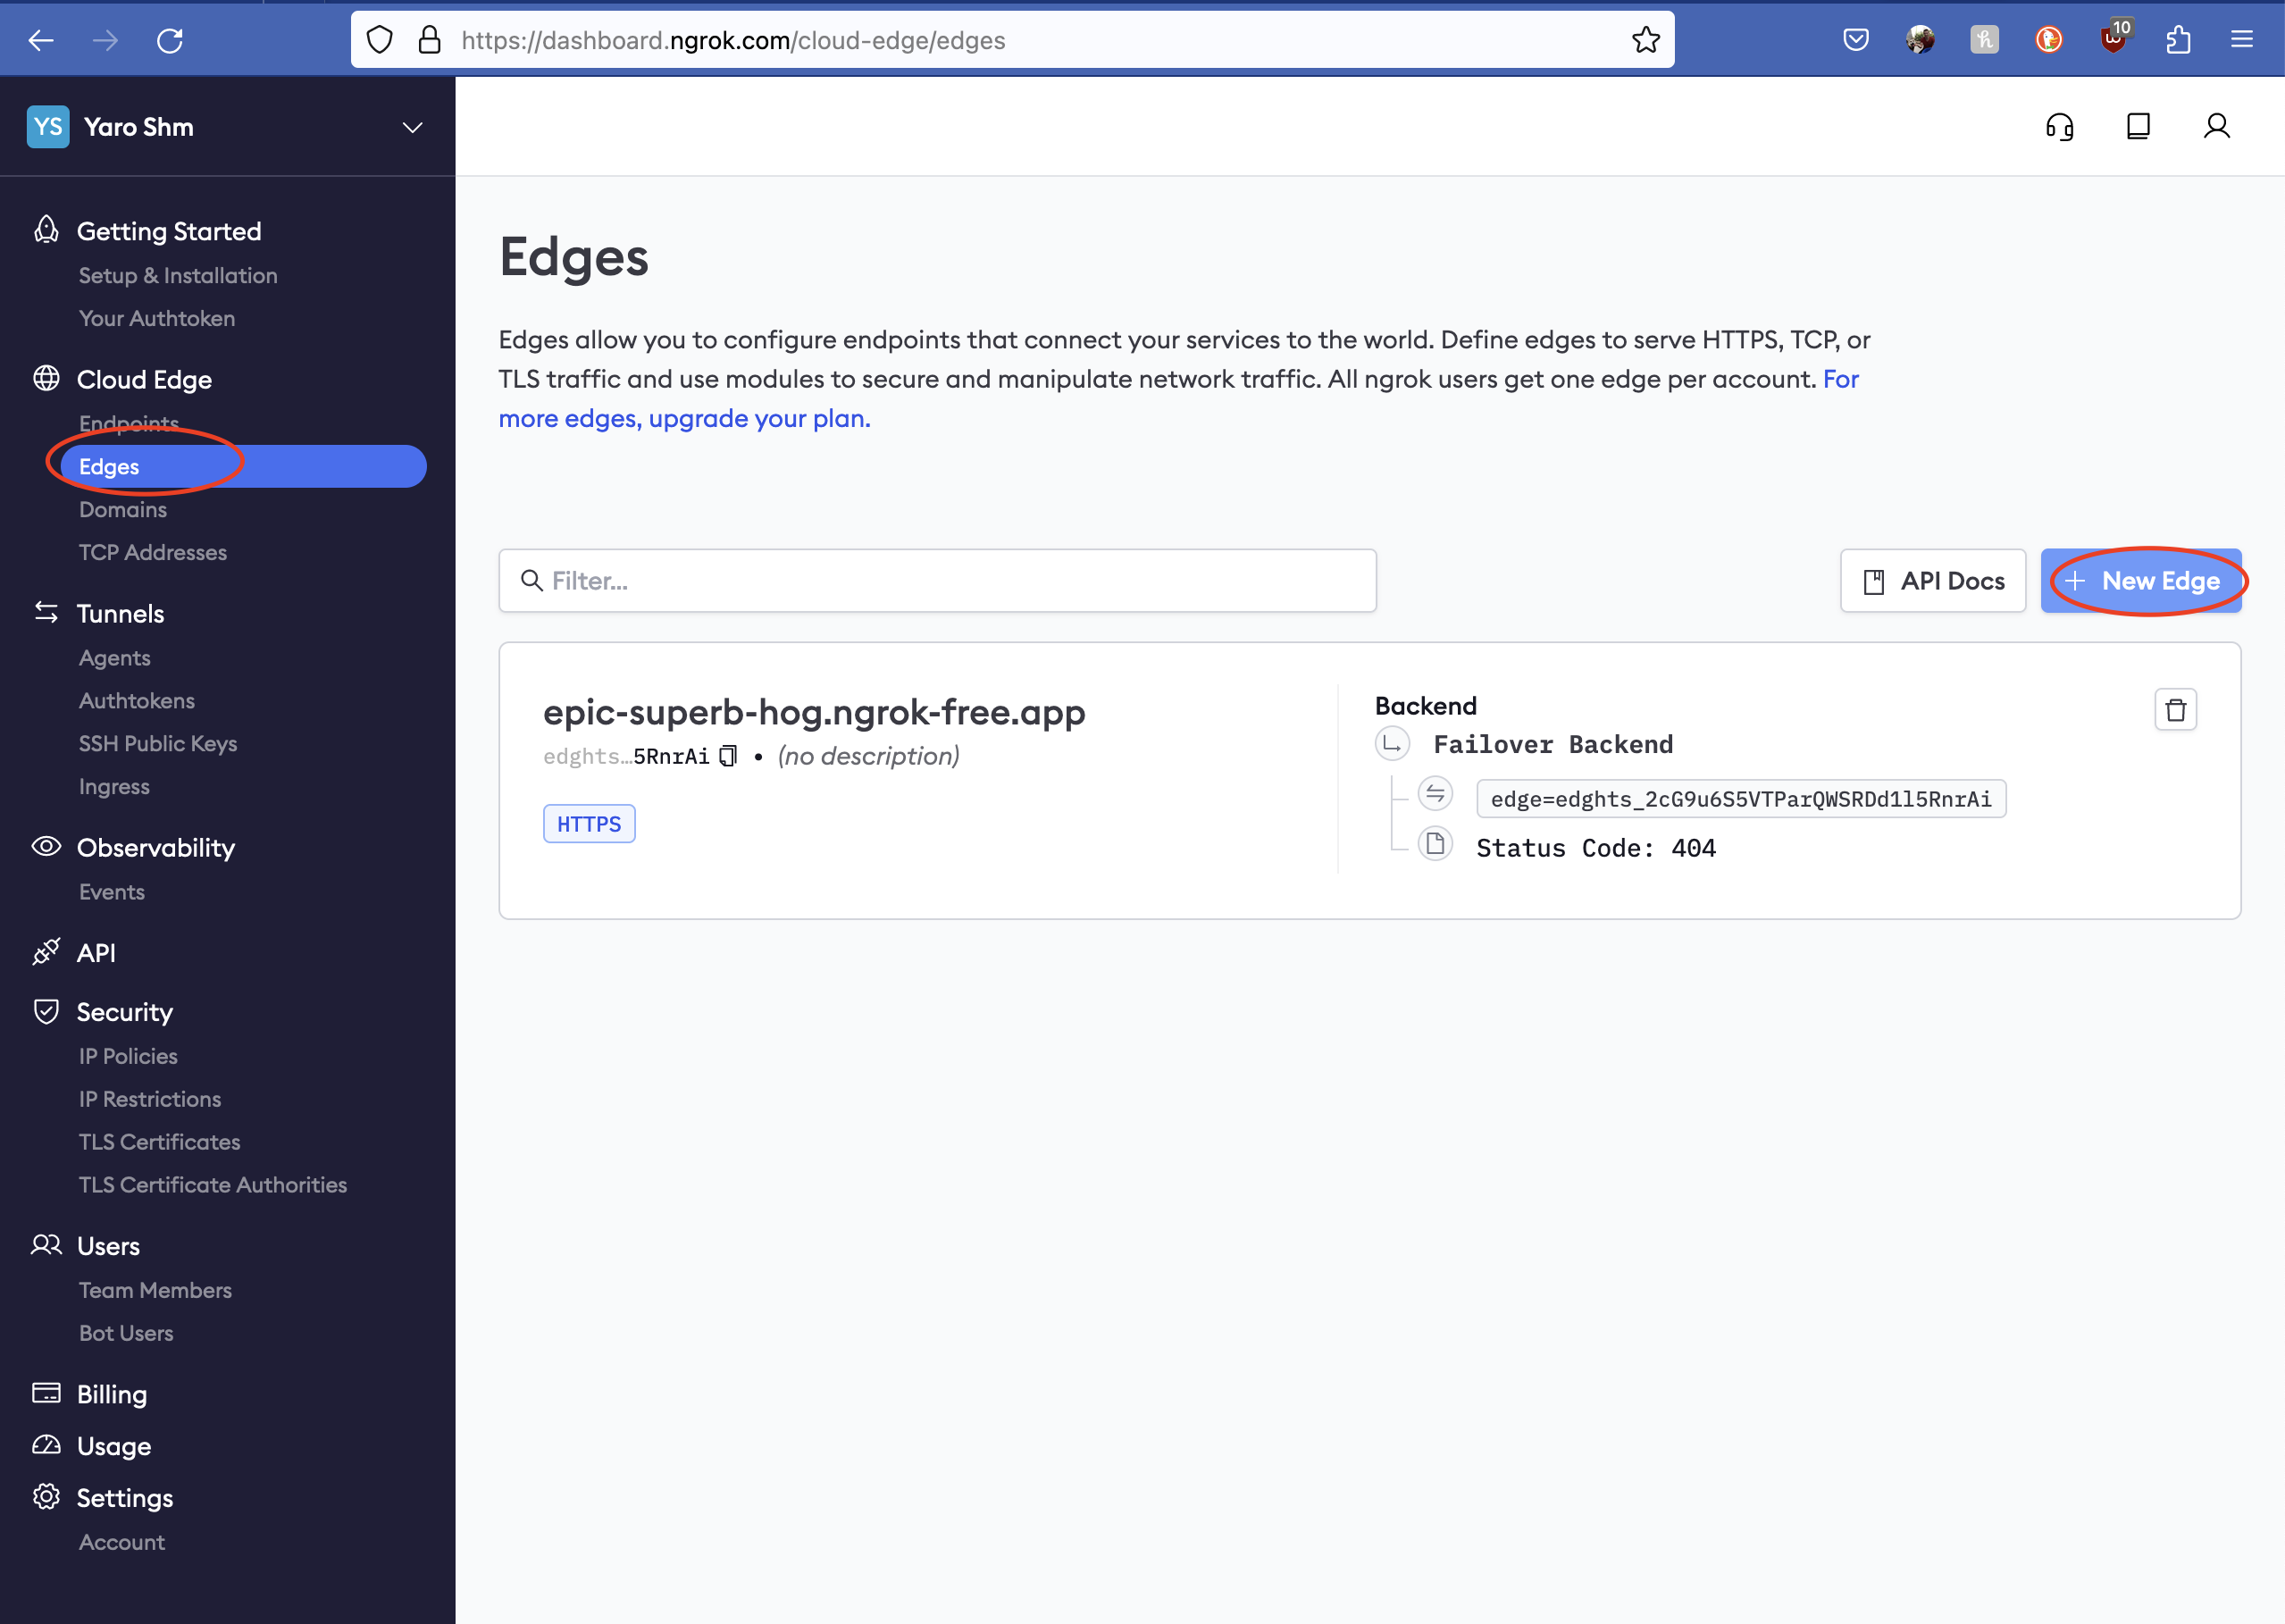 https://dashboard.ngrok.com/cloud-edge/edges
10
YS Yaro Shm
Getting Started
Setup & Installation
Your Authtoken
Cloud Edge
Endpoints
Edges
Domains
TCP Addresses
Tunnels
Agents
Authtokens
SSH Public Keys
Ingress
Observability
Events
API
Security
IP Policies
IP Restrictions
TLS Certificates
TLS Certificate Authorities
Users
Team Members
Bot Users
Billing
Usage
Settings
Account
Edges
Edges allow you to configure endpoints that connect your services to the world. Define edges to serve HTTPS, TCP, or
TLS traffic and use modules to secure and manipulate network traffic. All ngrok users get one edge per account. For
more edges, upgrade your plan.
Filter...
API Docs
New Edge
epic-superb-hog.ngrok-free.app
edghts…5RnrAi • (no description)
HTTPS
Backend
Failover Backend
edge=edghts_2cG9u6S5VTParQWSRDd1l5RnrAi
Status Code: 404